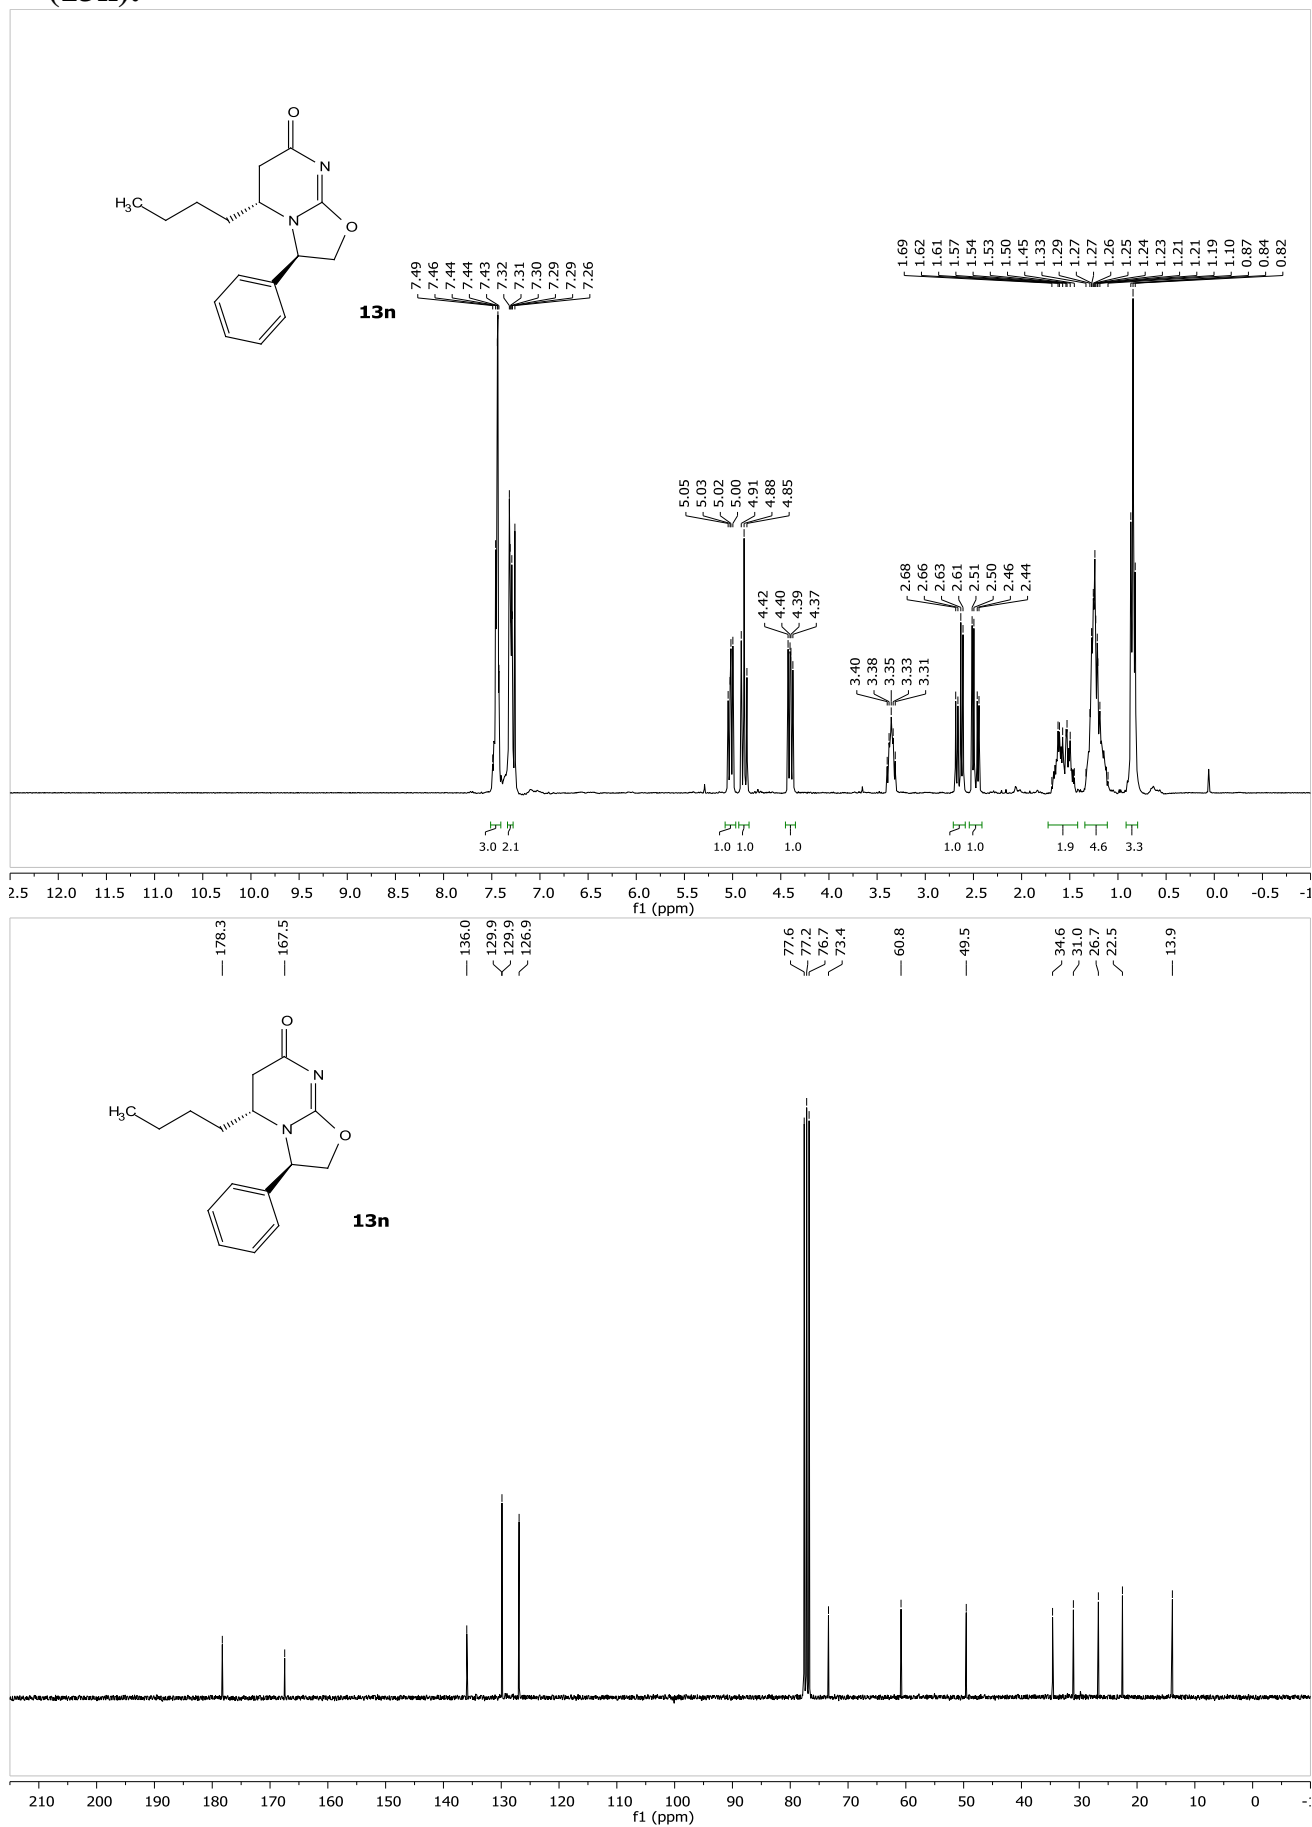 O
N
H₃C
N
O
13n
7.49 7.46 7.44 7.44 7.43 7.32 7.31 7.30 7.29 7.29 7.26
5.05 5.03 5.02 5.00 4.91 4.88 4.85
4.42 4.40 4.39 4.37
3.40 3.38 3.35 3.33 3.31
2.68 2.66 2.63 2.61 2.51 2.50 2.46 2.44
1.69 1.62 1.61 1.57 1.54 1.53 1.50 1.45 1.33 1.29 1.27 1.27 1.26 1.25 1.24 1.23 1.21 1.21 1.19 1.10 0.87 0.84 0.82
3.0 2.1 1.0 1.0 1.0 1.0 1.0 1.9 4.6 3.3
2.5 12.0 11.5 11.0 10.5 10.0 9.5 9.0 8.5 8.0 7.5 7.0 6.5 6.0 5.5 5.0 4.5 4.0 3.5 3.0 2.5 2.0 1.5 1.0 0.5 0.0 -0.5 -1
f1 (ppm)
178.3 167.5 136.0 129.9 129.9 126.9 77.6 77.2 76.7 73.4 60.8 49.5 34.6 31.0 26.7 22.5 13.9
O
N
H₃C
N
O
13n
210 200 190 180 170 160 150 140 130 120 110 100 90 80 70 60 50 40 30 20 10 0
f1 (ppm)